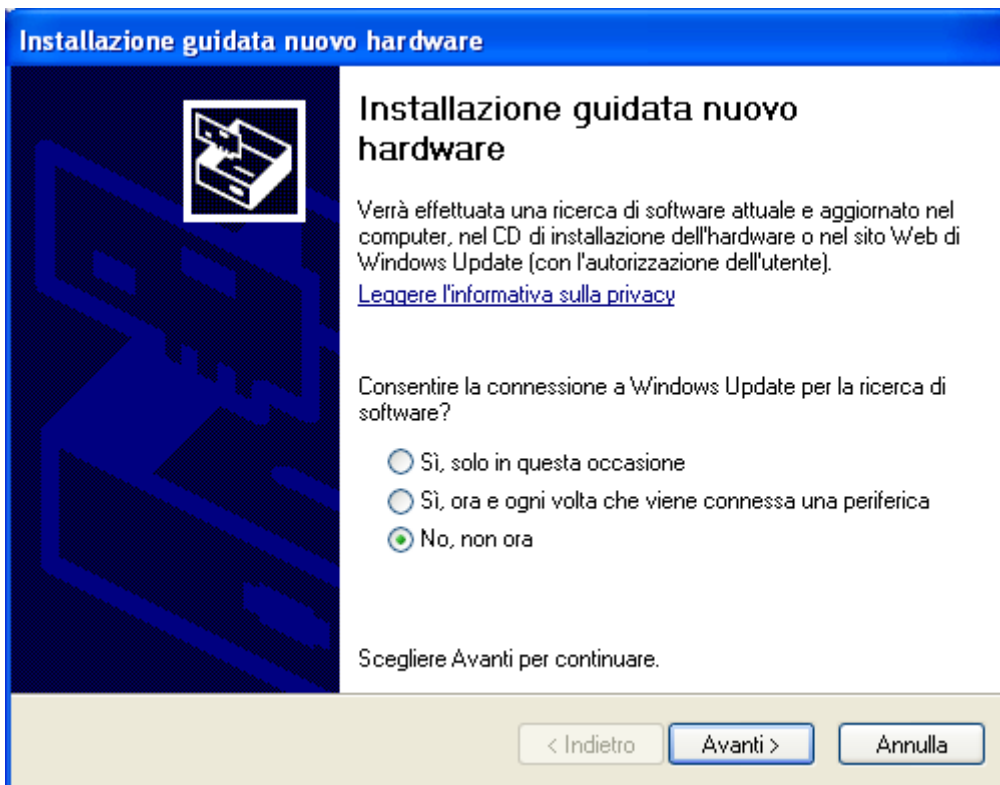 Installazione guidata nuovo hardware
Installazione guidata nuovo
hardware
Verrà effettuata una ricerca di software attuale e aggiornato nel
computer, nel CD di installazione dell'hardware o nel sito Web di
Windows Update (con l'autorizzazione dell'utente).
Leggere l'informativa sulla privacy
Consentire la connessione a Windows Update per la ricerca di
software?
Sì, solo in questa occasione
Sì, ora e ogni volta che viene connessa una periferica
No, non ora
Scegliere Avanti per continuare.
< Indietro
Avanti >
Annulla